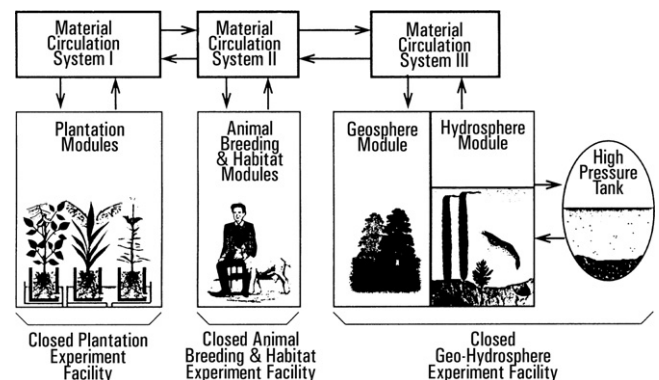 Material
Circulation
System I
Material
Circulation
System II
Material
Circulation
System III
Plantation
Modules
Animal
Breeding
& Habitat
Modules
Geosphere
Module
Hydrosphere
Module
High
Pressure
Tank
Closed Plantation
Experiment
Facility
Closed Animal
Breeding & Habitat
Experiment Facility
Closed
Geo-Hydrosphere
Experiment Facility